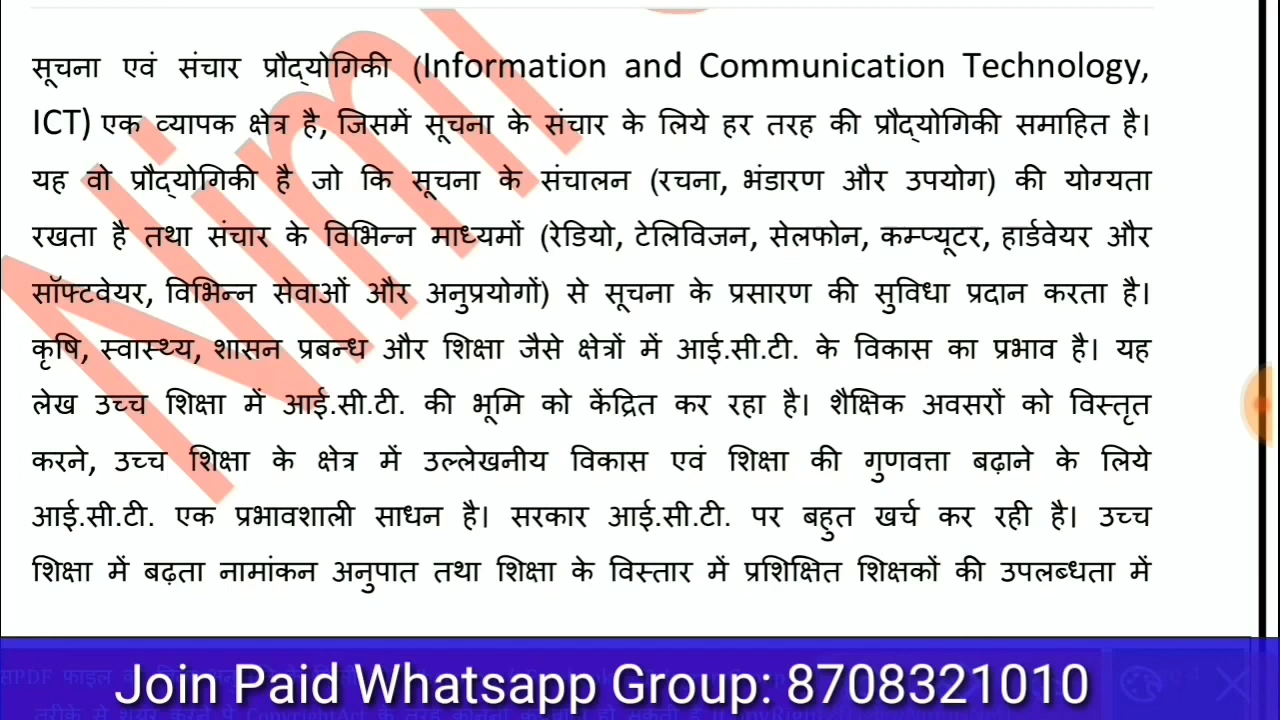 सूचना एवं संचार प्रौद्‌योगिकी (Information and Communication Technology,
ICT) एक व्यापक क्षेत्र है, जिसमें सूचना के संचार के लिये हर तरह की प्रौद्‌योगिकी समाहित है।
यह वो प्रौद्‌योगिकी है जो कि सूचना के संचालन (रचना, भंडारण और उपयोग) की योग्यता
रखता है तथा संचार के विभिन्न माध्यमों (रेडियो, टेलिविजन, सेलफोन, कम्प्यूटर, हार्डवेयर और
सॉफ्टवेयर, विभिन्न सेवाओं और अनुप्रयोगों) से सूचना के प्रसारण की सुविधा प्रदान करता है।
कृषि, स्वास्थ्य, शासन प्रबन्ध और शिक्षा जैसे क्षेत्रों में आई.सी.टी. के विकास का प्रभाव है। यह
लेख उच्च शिक्षा में आई.सी.टी. की भूमि को केंद्रित कर रहा है। शैक्षिक अवसरों को विस्तृत
करने, उच्च शिक्षा के क्षेत्र में उल्लेखनीय विकास एवं शिक्षा की गुणवत्ता बढ़ाने के लिये
आई.सी.टी. एक प्रभावशाली साधन है। सरकार आई.सी.टी. पर बहुत खर्च कर रही है। उच्च
शिक्षा में बढ़ता नामांकन अनुपात तथा शिक्षा के विस्तार में प्रशिक्षित शिक्षकों की उपलब्धता में
Join Paid Whatsapp Group: 8708321010